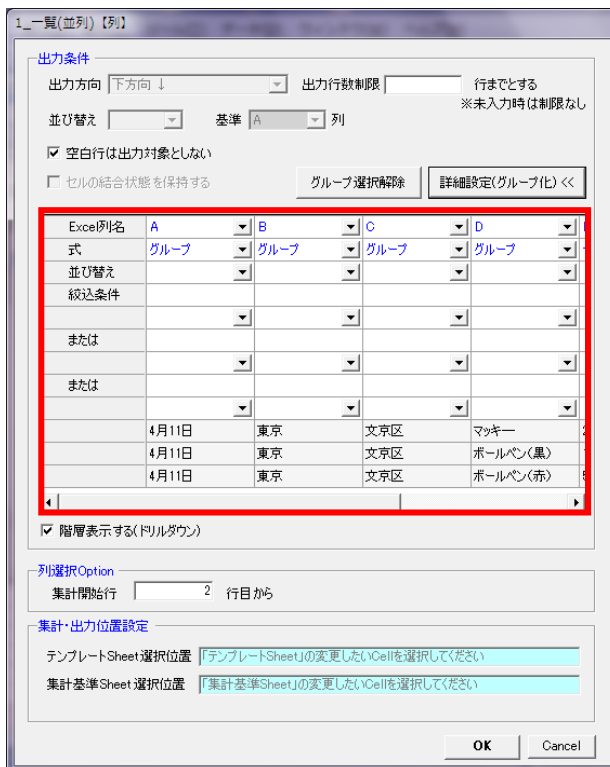 1_一覧(並列)【列】
出力条件
出力方向 下方向 ↓ 出力行数制限 行までとする
※未入力時は制限なし
並び替え 基準 A 列
空白行は出力対象としない
セルの結合状態を保持する グループ選択解除 詳細設定(グループ化) <<
Excel列名 A B C D
式 グループ グループ グループ グループ
並び替え
絞込条件
または
または
4月11日 東京 文京区 マッキー
4月11日 東京 文京区 ボールペン(黒)
4月11日 東京 文京区 ボールペン(赤)
階層表示する(ドリルダウン)
列選択Option
集計開始行 2 行目から
集計・出力位置設定
テンプレートSheet選択位置 「テンプレートSheet」の変更したいCellを選択してください
集計基準Sheet選択位置 「集計基準Sheet」の変更したいCellを選択してください
OK Cancel